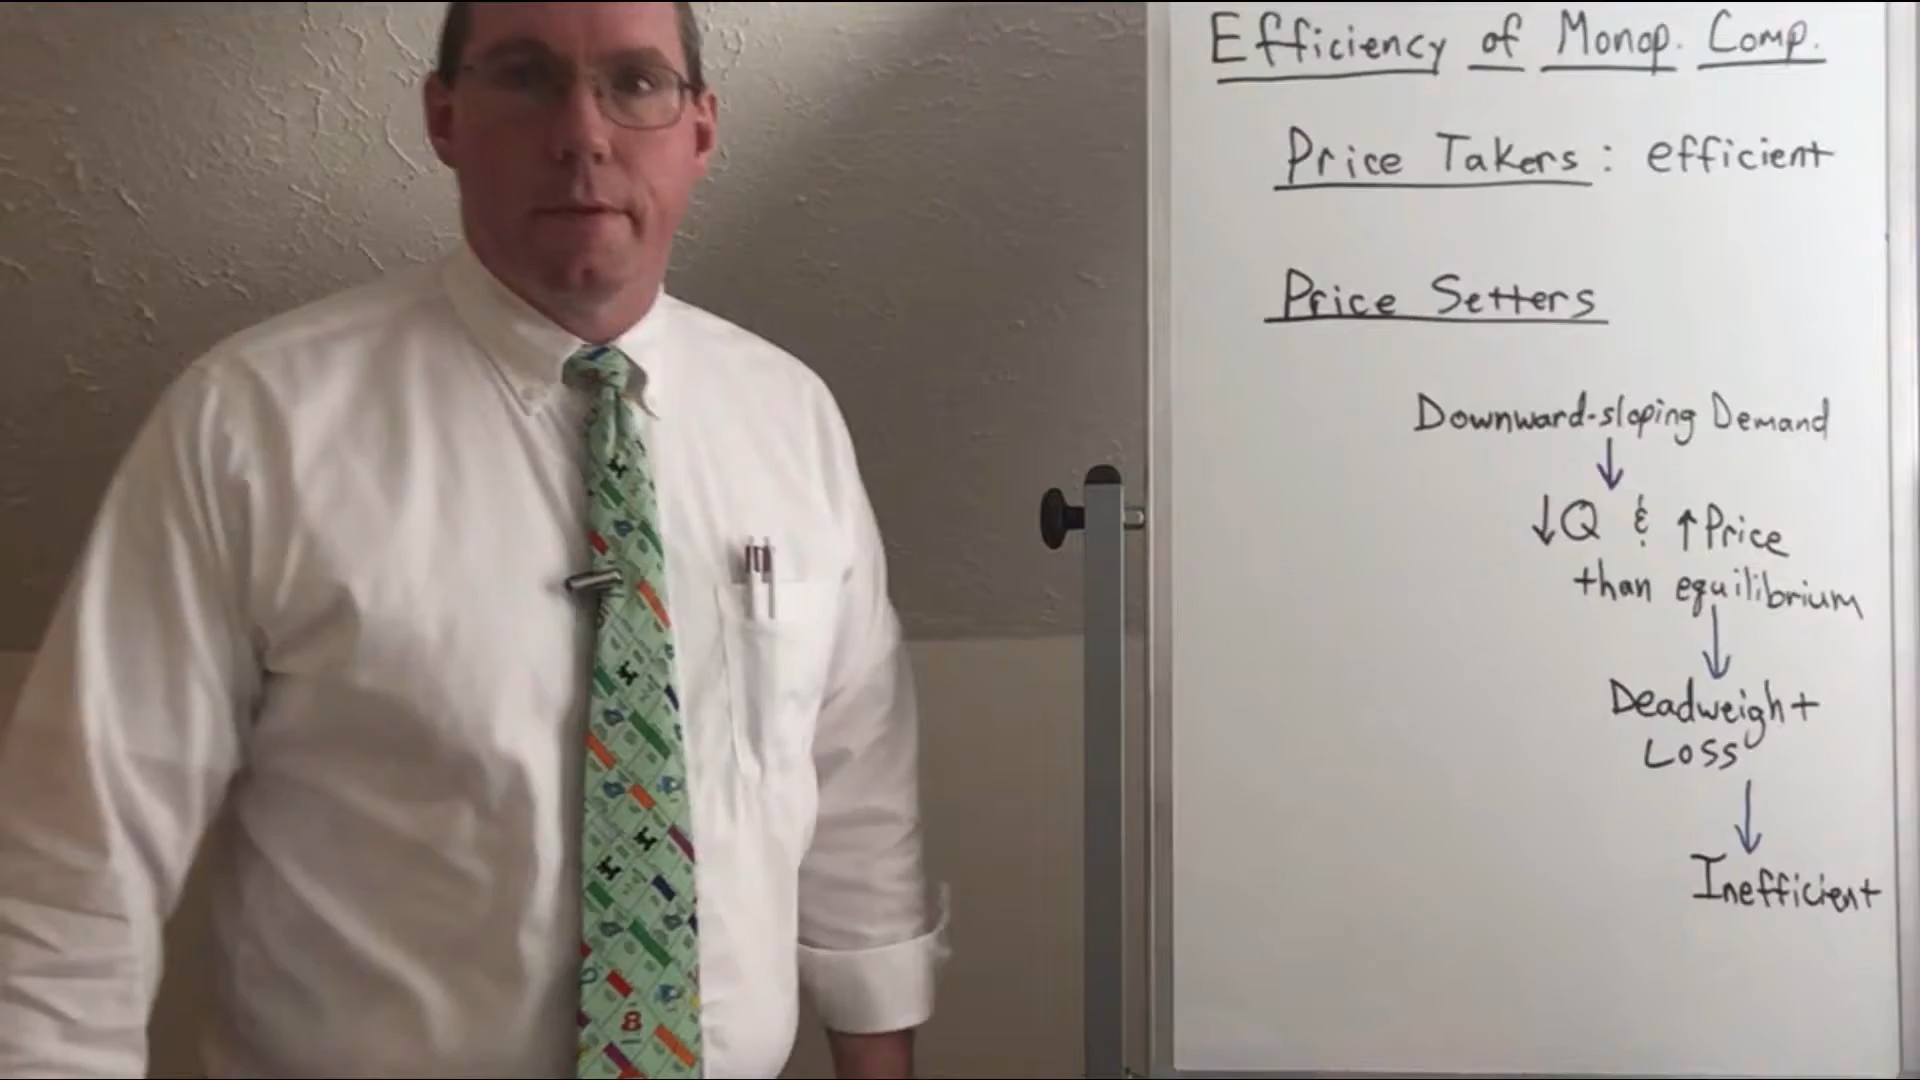 Efficiency of Monop. Comp.
Price Takers: efficient
Price Setters
Downward-sloping Demand
↓
↓Q & ↑Price
than equilibrium
↓
Deadweight
Loss
↓
Inefficient